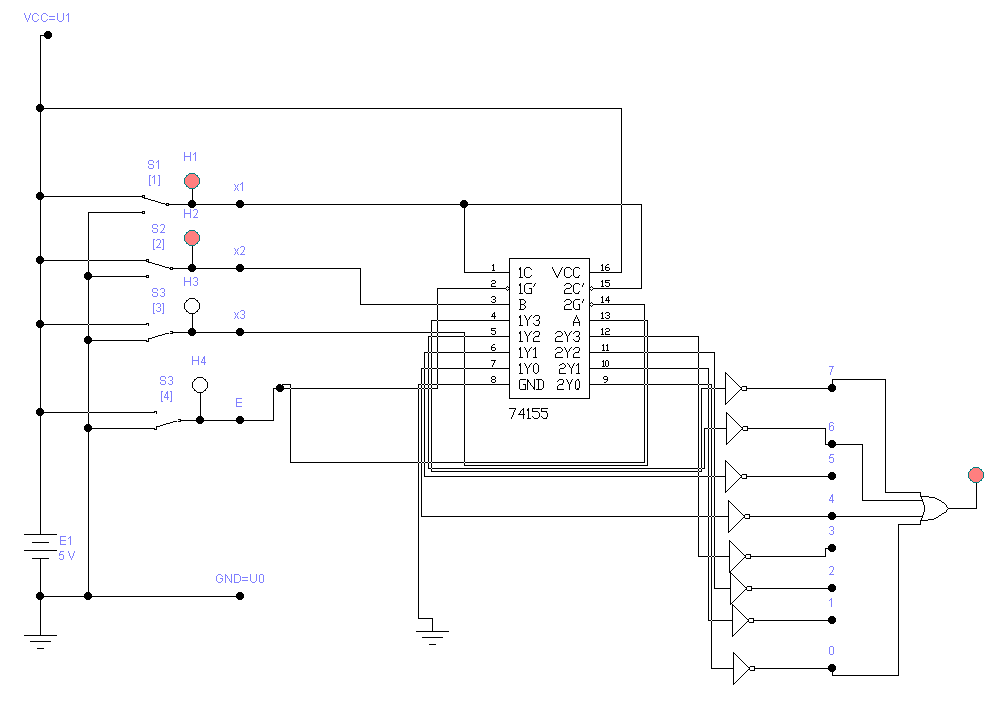 VCC=U1
H1
S1
[1]
x1
H2
S2
[2]
x2
H3
S3
[3]
x3
H4
S3
[4]
E
1 1C VCC 16
2 1G' 2C' 15
3 B 2G' 14
4 1Y3 A 13
5 1Y2 2Y3 12
6 1Y1 2Y2 11
7 1Y0 2Y1 10
8 GND 2Y0 9
74155
7
6
5
4
3
2
1
0
E1
5 V
GND=U0